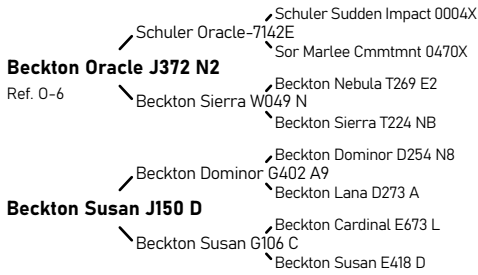 Schuler Sudden Impact 0004X
Schuler Oracle-7142E
Sor Marlee Cmmtmnt 0470X
Beckton Oracle J372 N2
Ref. O-6
Beckton Nebula T269 E2
Beckton Sierra W049 N
Beckton Sierra T224 NB
Beckton Dominor D254 N8
Beckton Dominor G402 A9
Beckton Lana D273 A
Beckton Susan J150 D
Beckton Cardinal E673 L
Beckton Susan G106 C
Beckton Susan E418 D